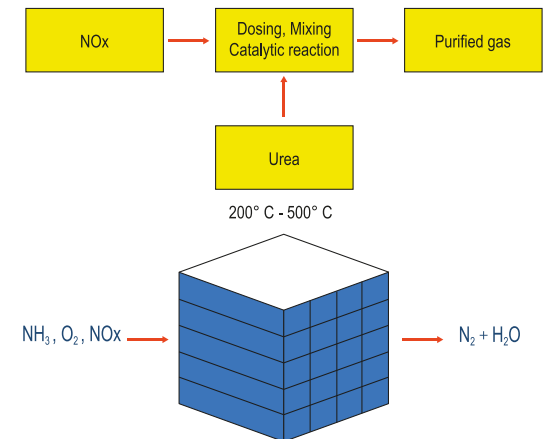 NOx
Dosing, Mixing
Catalytic reaction
Purified gas
Urea
200° C - 500° C
NH₃ , O₂ , NOx
N₂ + H₂O